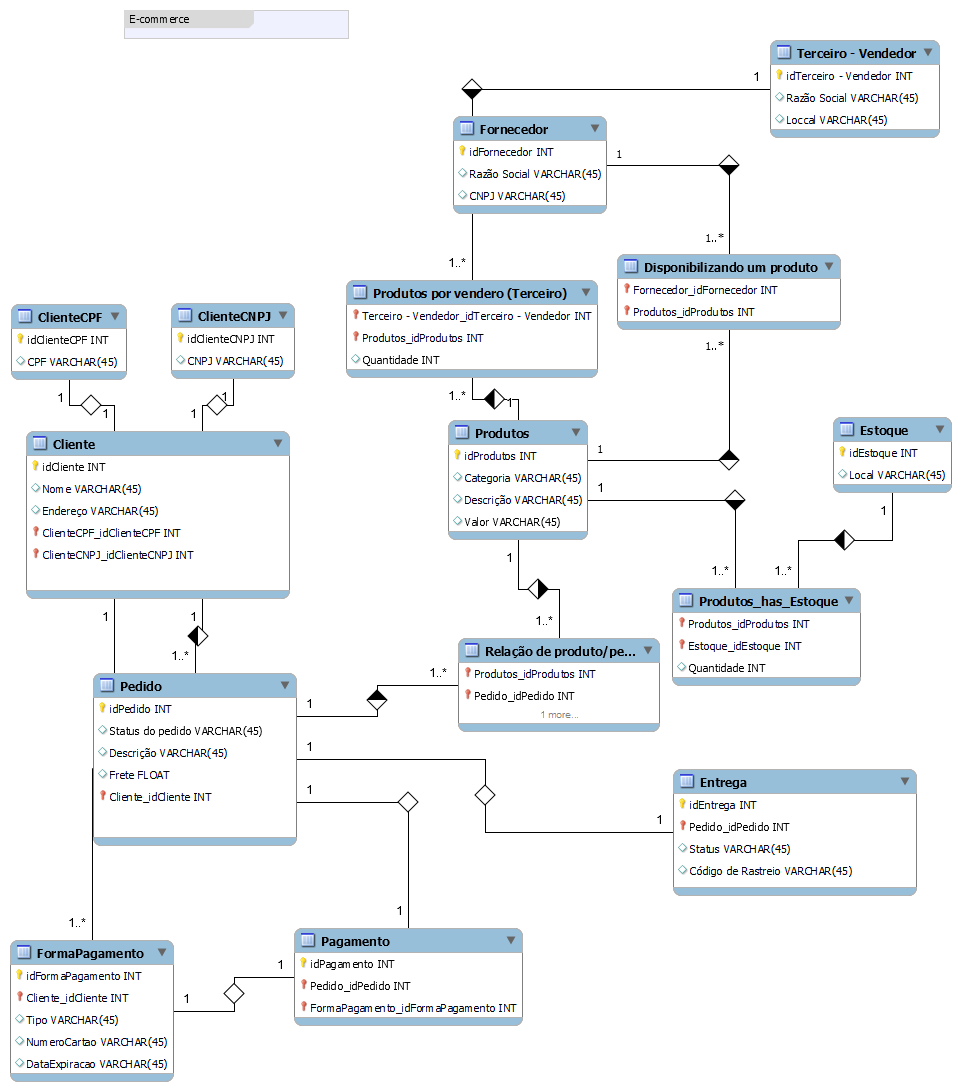 E-commerce
Terceiro - Vendedor
idTerceiro - Vendedor INT
Razão Social VARCHAR(45)
Loccal VARCHAR(45)
1
Fornecedor
idFornecedor INT
Razão Social VARCHAR(45)
CNPJ VARCHAR(45)
1
1..*
1..*
Disponibilizando um produto
Fornecedor_idFornecedor INT
Produtos_idProdutos INT
1..*
Produtos por vendero (Terceiro)
Terceiro - Vendedor_idTerceiro - Vendedor INT
Produtos_idProdutos INT
Quantidade INT
1..*
1
ClienteCPF
idClienteCPF INT
CPF VARCHAR(45)
1
1
ClienteCNPJ
idClienteCNPJ INT
CNPJ VARCHAR(45)
1
1
Cliente
idCliente INT
Nome VARCHAR(45)
Endereço VARCHAR(45)
ClienteCPF_idClienteCPF INT
ClienteCNPJ_idClienteCNPJ INT
1
1
1..*
Produtos
idProdutos INT
Categoria VARCHAR(45)
Descrição VARCHAR(45)
Valor VARCHAR(45)
1
1
1
1..*
1..*
Estoque
idEstoque INT
Local VARCHAR(45)
1
1..*
Produtos_has_Estoque
Produtos_idProdutos INT
Estoque_idEstoque INT
Quantidade INT
Relação de produto/pe...
Produtos_idProdutos INT
Pedido_idPedido INT
1 more...
1..*
Pedido
idPedido INT
Status do pedido VARCHAR(45)
Descrição VARCHAR(45)
Frete FLOAT
Cliente_idCliente INT
1
1
1
1..*
Entrega
idEntrega INT
Pedido_idPedido INT
Status VARCHAR(45)
Código de Rastreio VARCHAR(45)
1
FormaPagamento
idFormaPagamento INT
Cliente_idCliente INT
Tipo VARCHAR(45)
NumeroCartao VARCHAR(45)
DataExpiracao VARCHAR(45)
1
1
1
Pagamento
idPagamento INT
Pedido_idPedido INT
FormaPagamento_idFormaPagamento INT